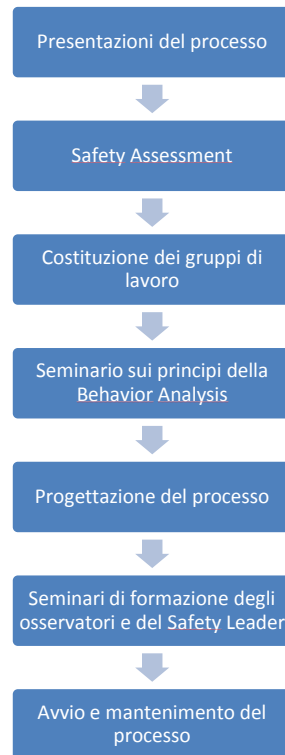 Presentazioni del processo
Safety Assessment
Costituzione dei gruppi di
lavoro
Seminario sui principi della
Behavior Analysis
Progettazione del processo
Seminari di formazione degli
osservatori e del Safety Leader
Avvio e mantenimento del
processo